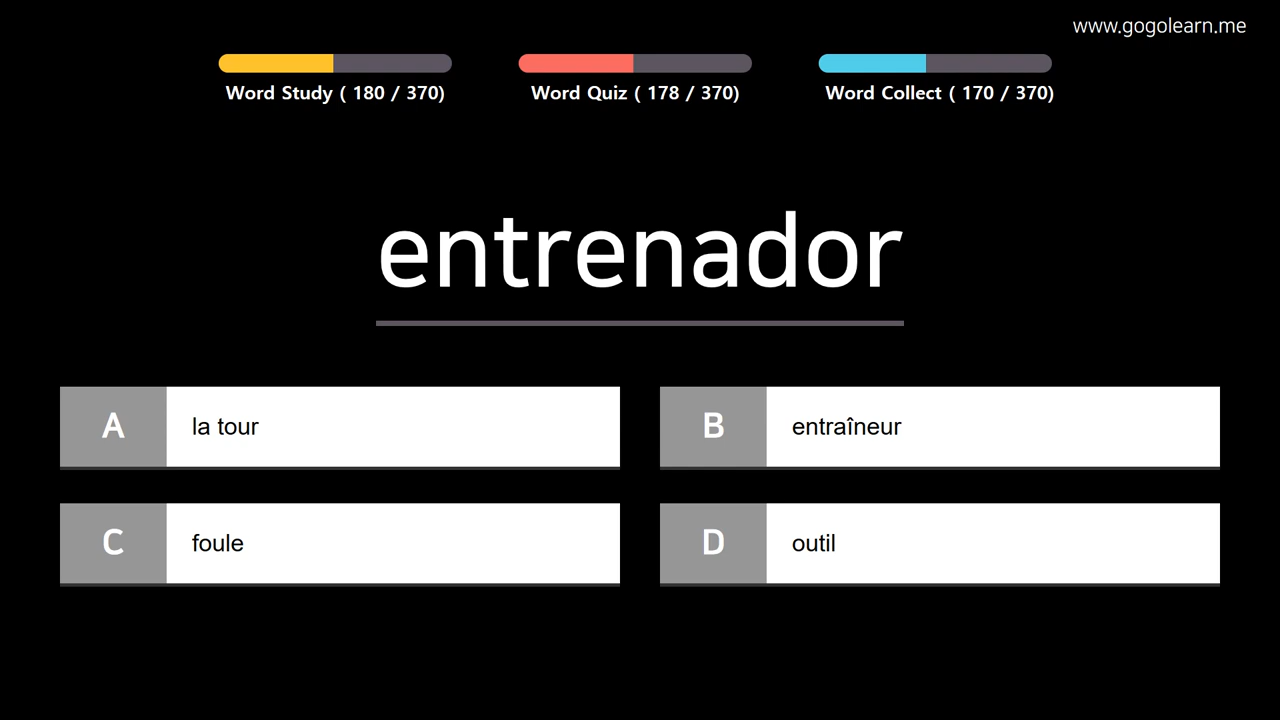 www.gogolearn.me
Word Study ( 180 / 370)
Word Quiz ( 178 / 370)
Word Collect ( 170 / 370)
entrenador
A
la tour
B
entraîneur
C
foule
D
outil